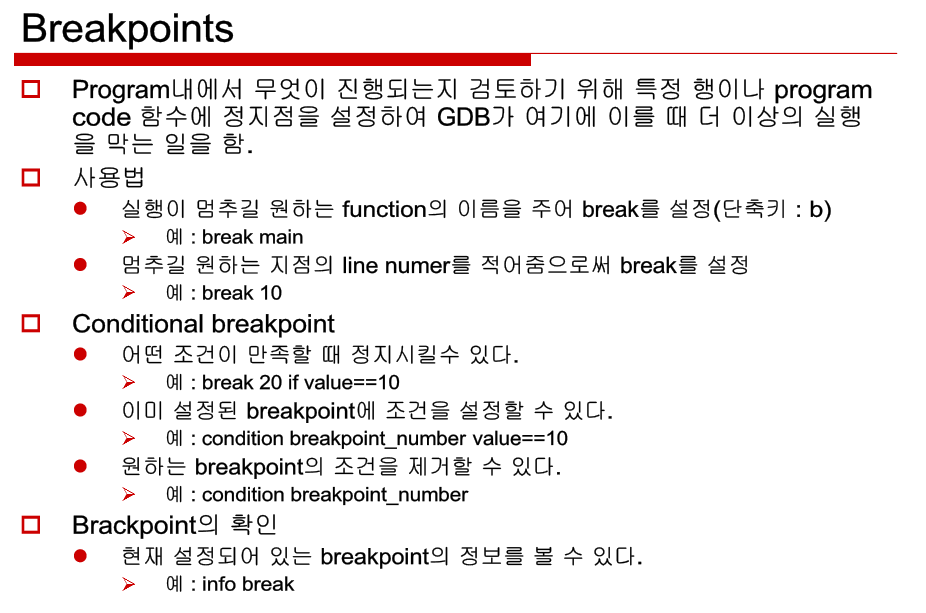 Breakpoints
Program내에서 무엇이 진행되는지 검토하기 위해 특정 행이나 program
code 함수에 정지점을 설정하여 GDB가 여기에 이를 때 더 이상의 실행
을 막는 일을 함.
사용법
실행이 멈추길 원하는 function의 이름을 주어 break를 설정(단축키 : b)
예 : break main
멈추길 원하는 지점의 line numer를 적어줌으로써 break를 설정
예 : break 10
Conditional breakpoint
어떤 조건이 만족할 때 정지시킬수 있다.
예 : break 20 if value==10
이미 설정된 breakpoint에 조건을 설정할 수 있다.
예 : condition breakpoint_number value==10
원하는 breakpoint의 조건을 제거할 수 있다.
예 : condition breakpoint_number
Brackpoint의 확인
현재 설정되어 있는 breakpoint의 정보를 볼 수 있다.
예 : info break